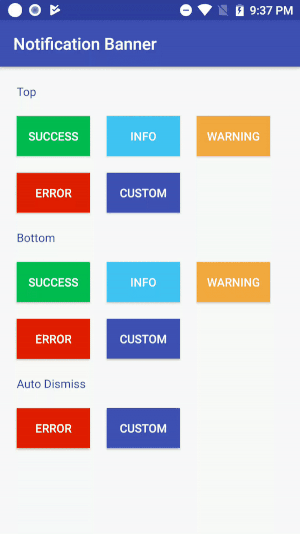 9:37 PM
Notification Banner
Top
SUCCESS INFO WARNING
ERROR CUSTOM
Bottom
SUCCESS INFO WARNING
ERROR CUSTOM
Auto Dismiss
ERROR CUSTOM